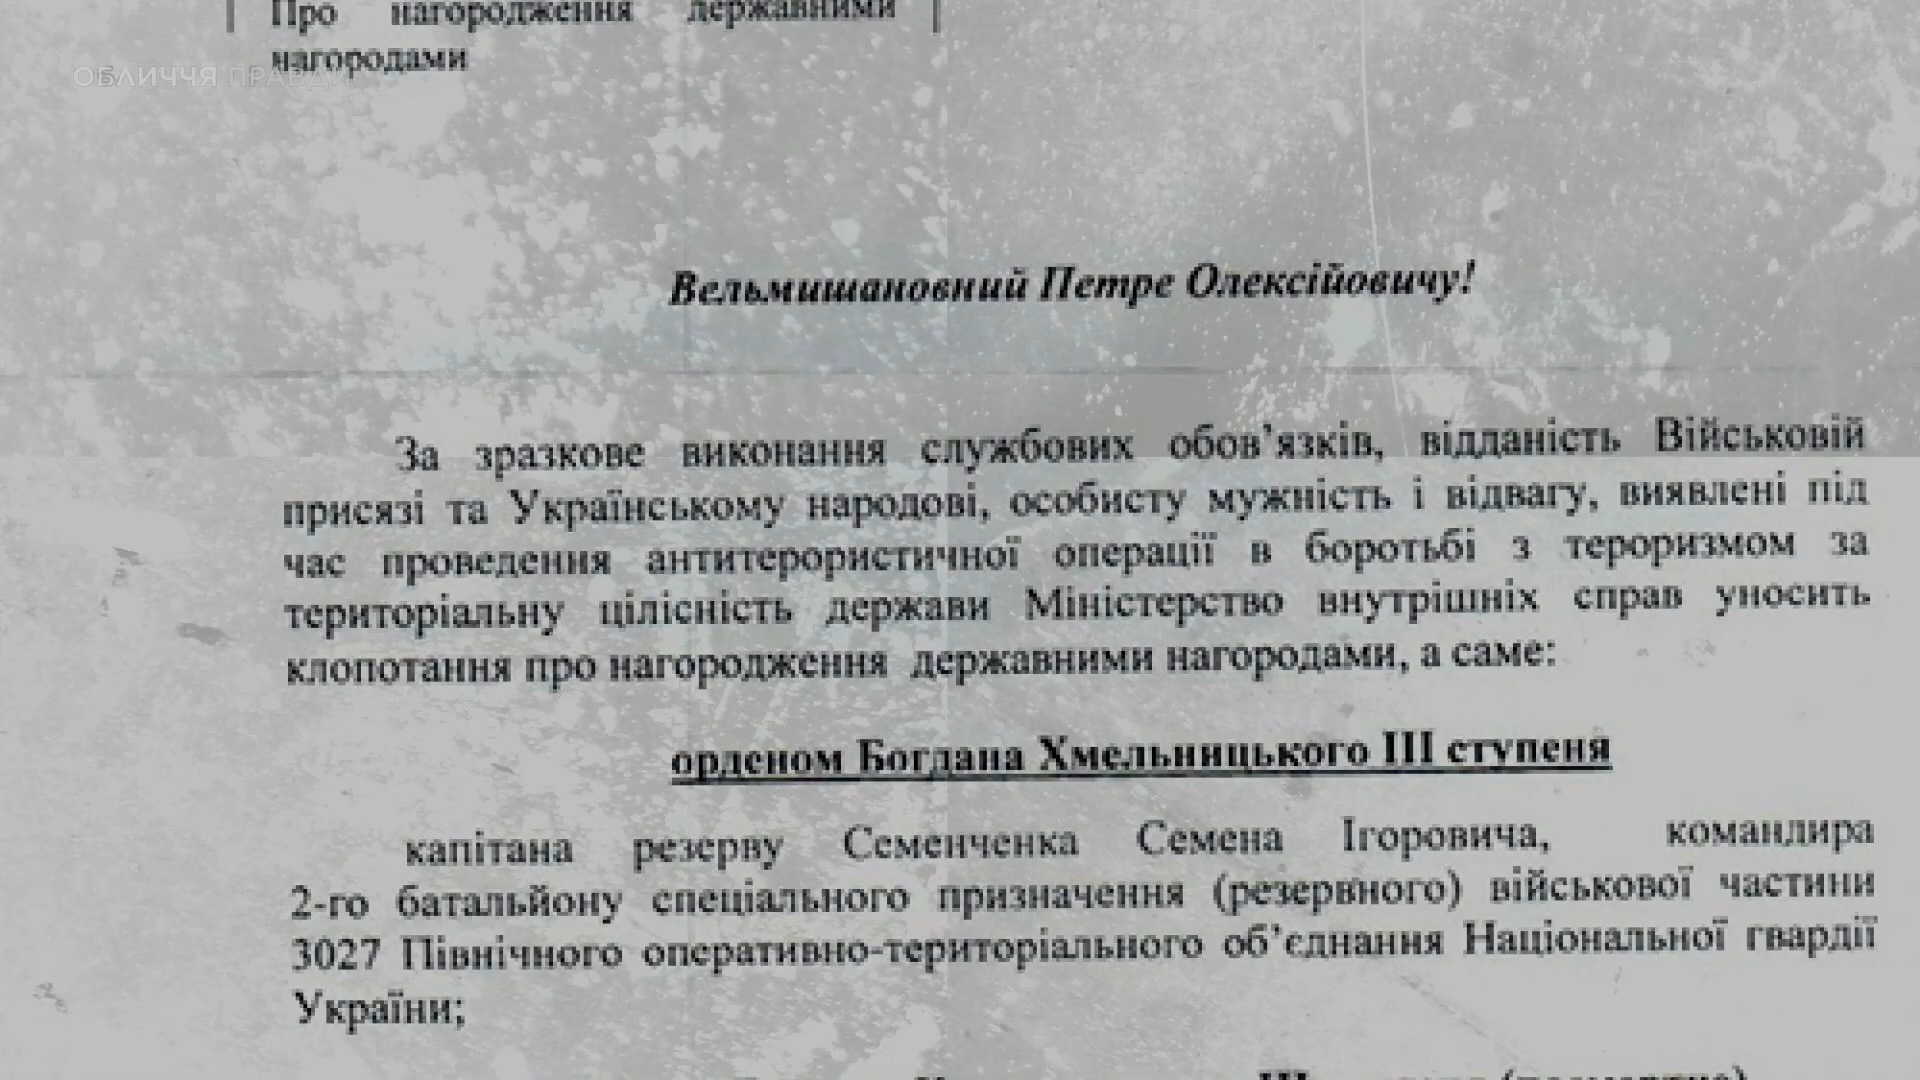 Про нагородження державними
нагородами
ОБЛИЧЧЯ ПРАВДИ
Вельмишановний Петре Олексійовичу!
За зразкове виконання службових обов’язків, відданість Військовій
присязі та Українському народові, особисту мужність і відвагу, виявлені під
час проведення антитерористичної операції в боротьбі з тероризмом за
територіальну цілісність держави Міністерство внутрішніх справ уносить
клопотання про нагородження державними нагородами, а саме:
орденом Богдана Хмельницького ІІІ ступеня
капітана резерву Семенченка Семена Ігоровича, командира
2-го батальйону спеціального призначення (резервного) військової частини
3027 Північного оперативно-територіального об’єднання Національної гвардії
України;